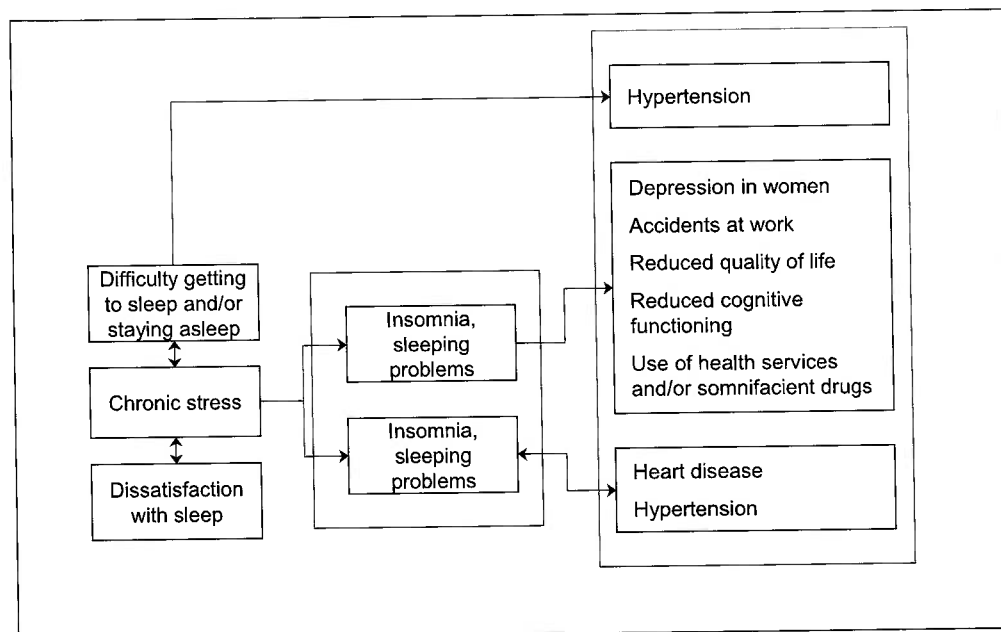 Hypertension
Depression in women
Accidents at work
Reduced quality of life
Reduced cognitive
functioning
Use of health services
and/or somnifacient drugs
Difficulty getting
to sleep and/or
staying asleep
Insomnia,
sleeping
problems
Chronic stress
Insomnia,
sleeping
problems
Dissatisfaction
with sleep
Heart disease
Hypertension